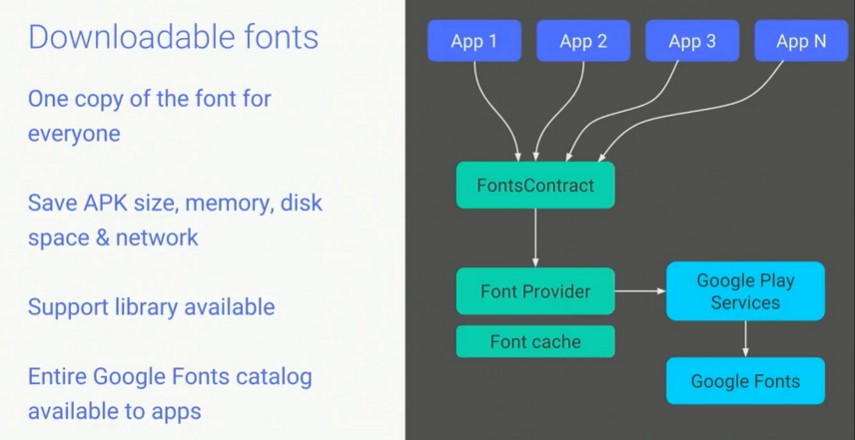 Downloadable fonts
One copy of the font for
everyone
Save APK size, memory, disk
space & network
Support library available
Entire Google Fonts catalog
available to apps
App 1
App 2
App 3
App N
FontsContract
Font Provider
Google Play
Services
Font cache
Google Fonts